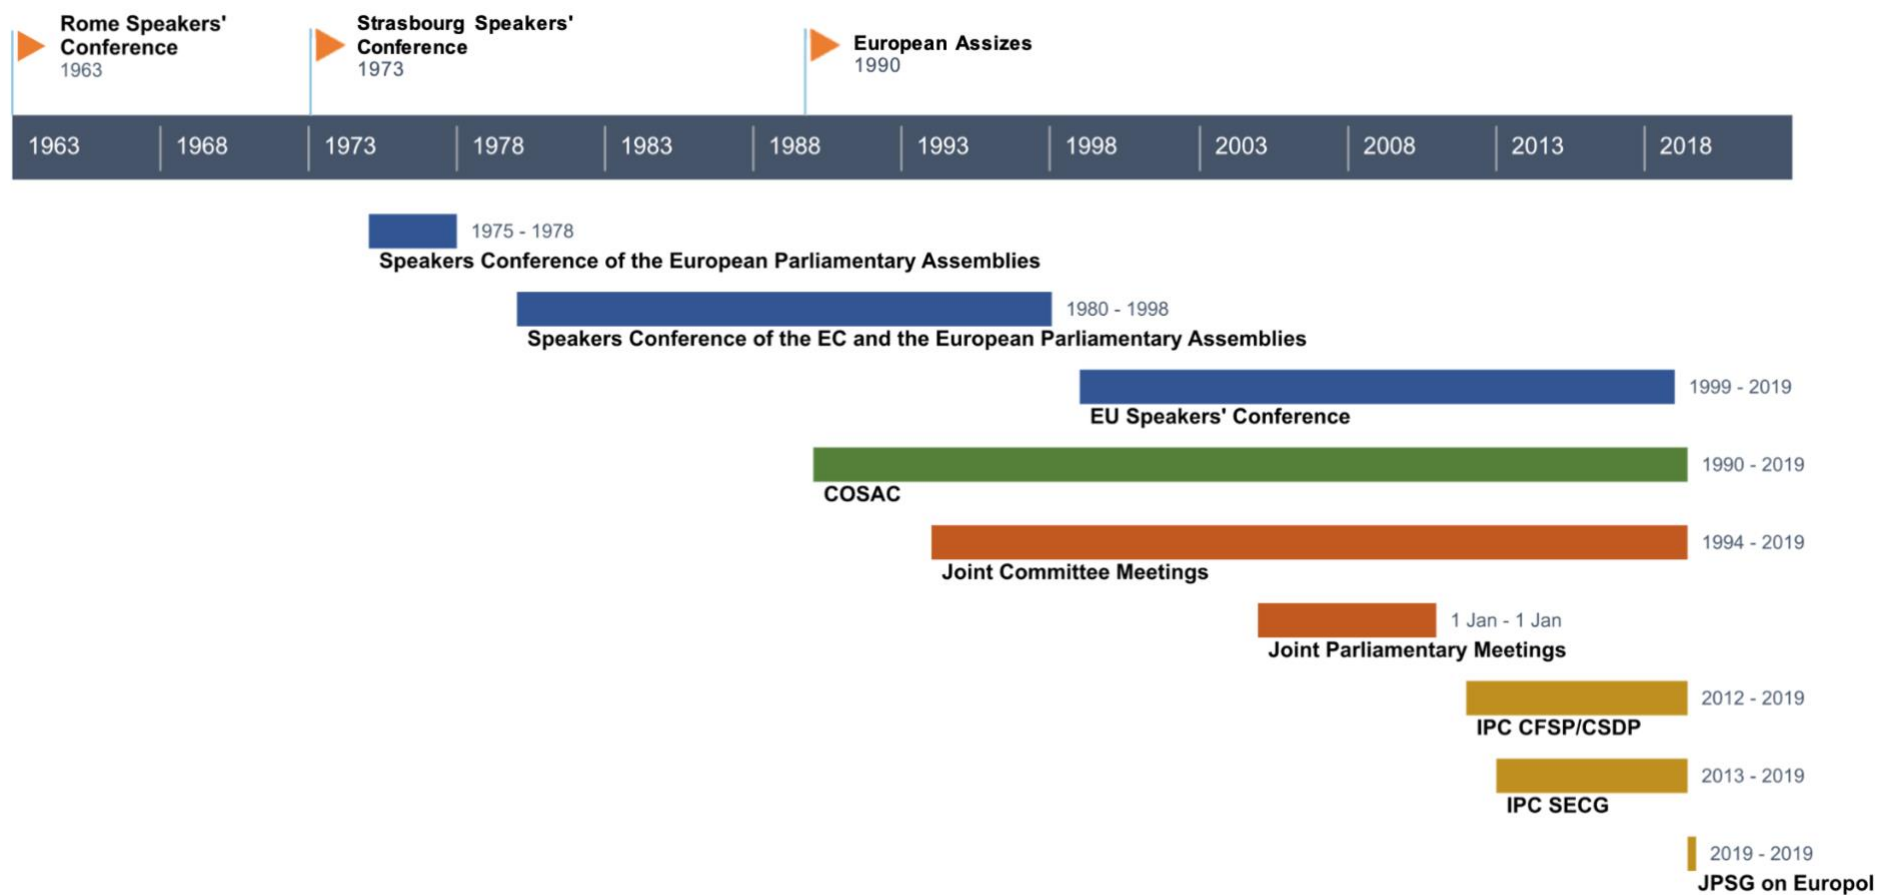 Rome Speakers'
Conference
1963
Strasbourg Speakers'
Conference
1973
European Assizes
1990
1963 1968 1973 1978 1983 1988 1993 1998 2003 2008 2013 2018
1975 - 1978
Speakers Conference of the European Parliamentary Assemblies
1980 - 1998
Speakers Conference of the EC and the European Parliamentary Assemblies
1999 - 2019
EU Speakers' Conference
1990 - 2019
COSAC
1994 - 2019
Joint Committee Meetings
1 Jan - 1 Jan
Joint Parliamentary Meetings
2012 - 2019
IPC CFSP/CSDP
2013 - 2019
IPC SECG
2019 - 2019
JPSG on Europol